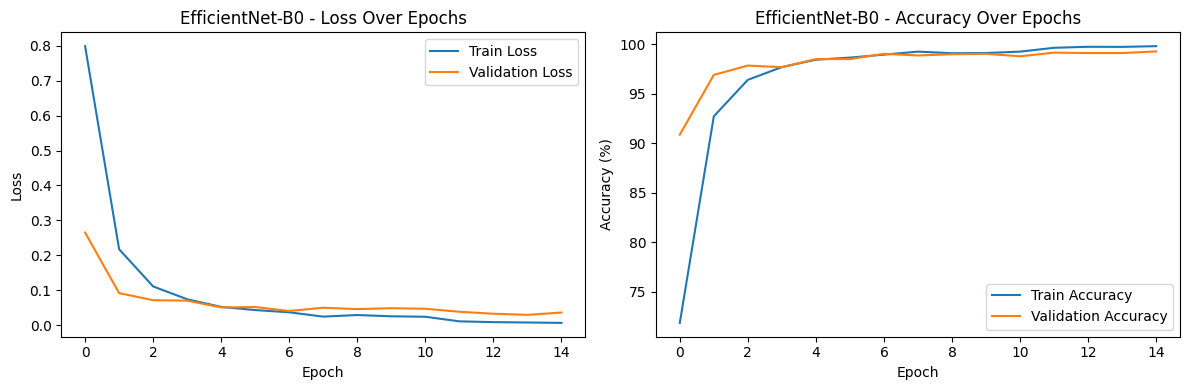 EfficientNet-B0 - Loss Over Epochs
0.8
0.7
0.6
0.5
0.4
0.3
0.2
0.1
0.0
Loss
Train Loss
Validation Loss
0 2 4 6 8 10 12 14
Epoch
EfficientNet-B0 - Accuracy Over Epochs
100
95
90
85
80
75
Accuracy (%)
Train Accuracy
Validation Accuracy
0 2 4 6 8 10 12 14
Epoch